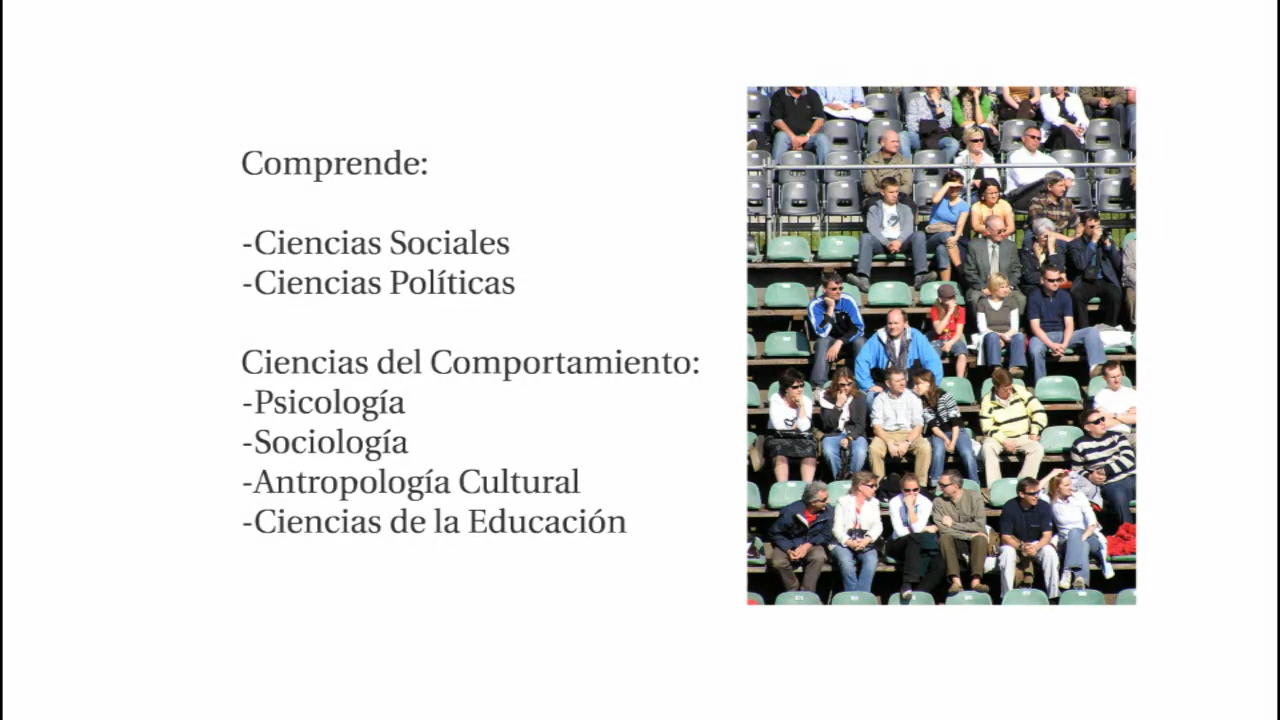 Comprende:
-Ciencias Sociales
-Ciencias Políticas
Ciencias del Comportamiento:
-Psicología
-Sociología
-Antropología Cultural
-Ciencias de la Educación